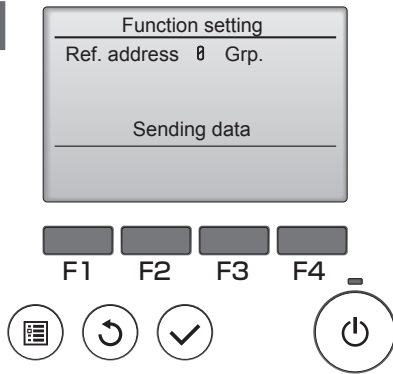 Function setting
Ref. address 0 Grp.
Sending data
F1 F2 F3 F4